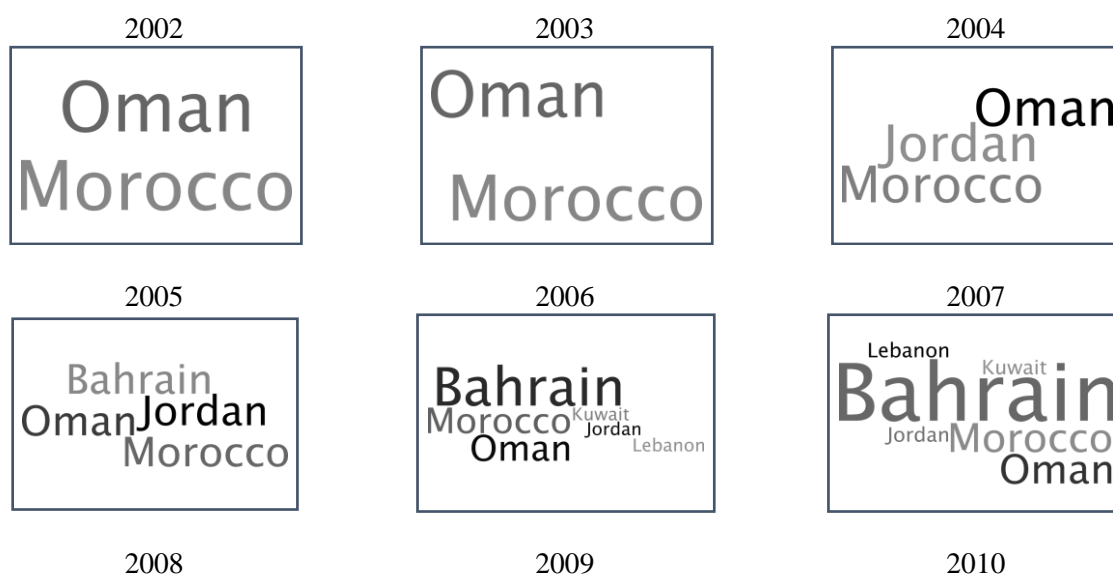 2002 2003 2004
Oman
Morocco
Oman
Morocco
Oman
Jordan
Morocco
2005 2006 2007
Bahrain
Oman Jordan
Morocco
Bahrain
Morocco Kuwait
Jordan
Oman Lebanon
Lebanon
Kuwait
Bahrain
Jordan Morocco
Oman
2008 2009 2010